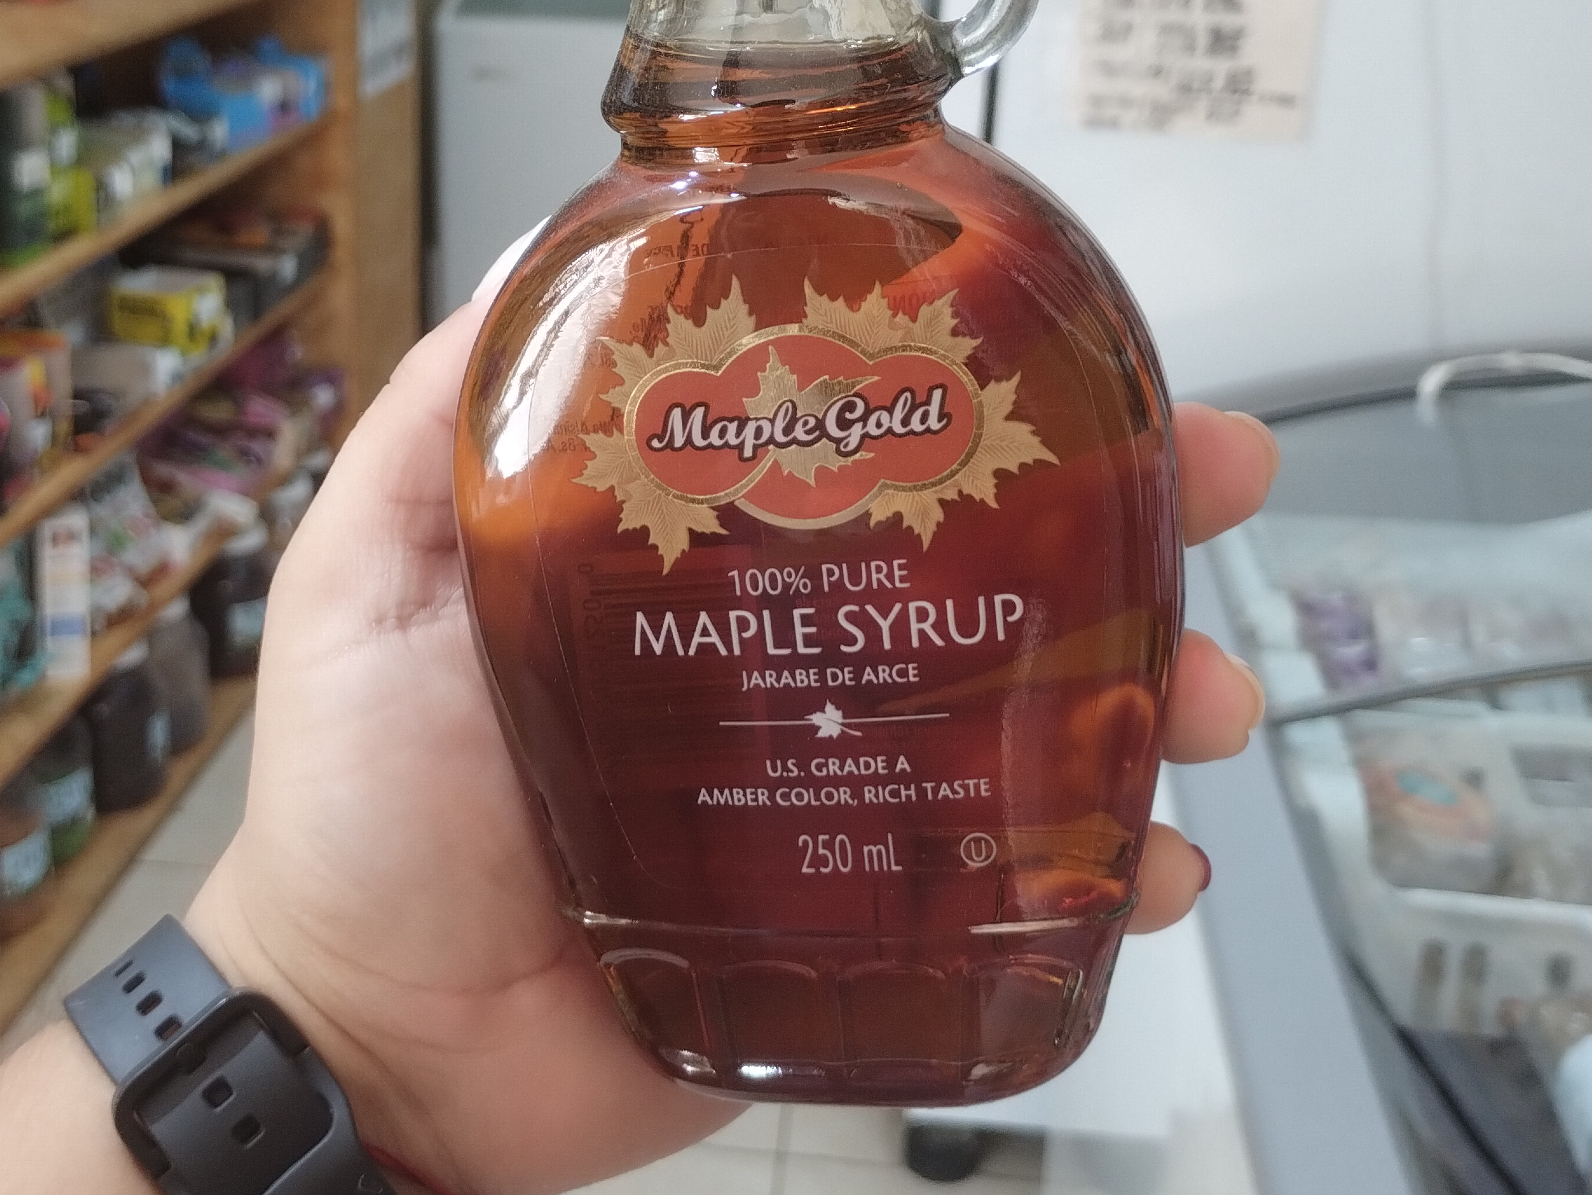 Maple Gold
100% PURE
MAPLE SYRUP
JARABE DE ARCE
U.S. GRADE A
AMBER COLOR, RICH TASTE
250 mL U